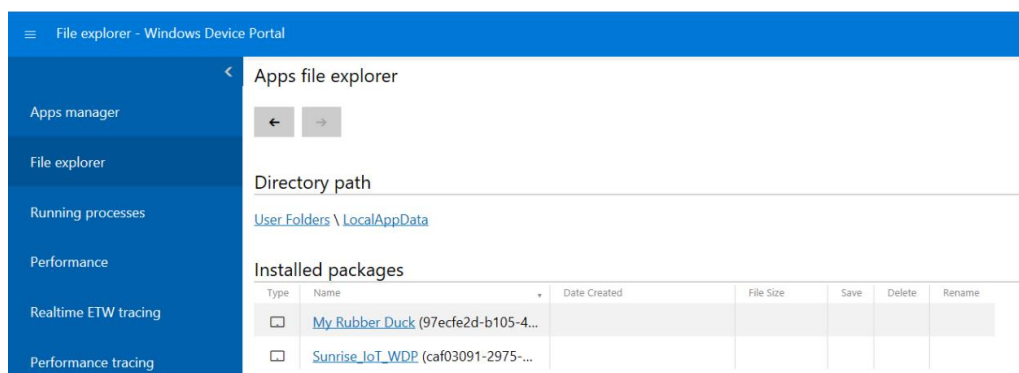 File explorer - Windows Device Portal
Apps manager
File explorer
Running processes
Performance
Realtime ETW tracing
Performance tracing
Apps file explorer
Directory path
User Folders \ LocalAppData
Installed packages
Type Name Date Created File Size Save Delete Rename
My Rubber Duck (97ecfe2d-b105-4...
Sunrise_IoT_WDP (caf03091-2975-...